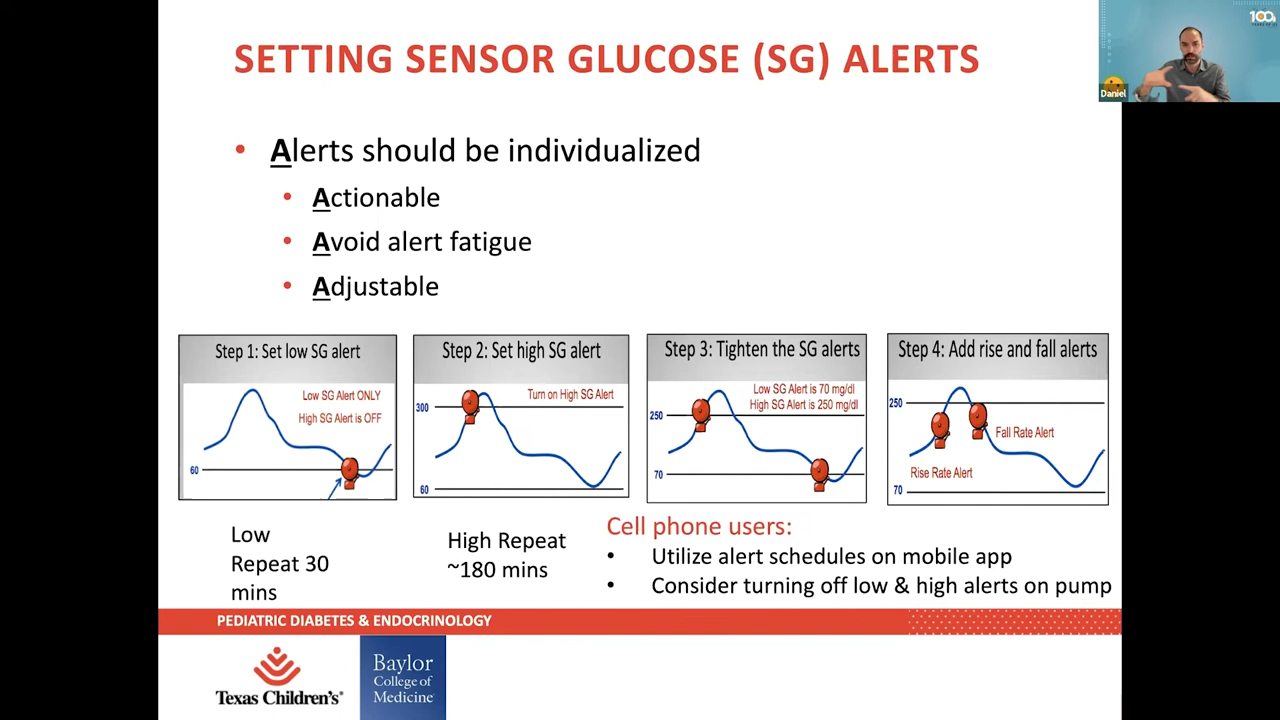 SETTING SENSOR GLUCOSE (SG) ALERTS
100
Daniel
• Alerts should be individualized
• Actionable
• Avoid alert fatigue
• Adjustable
Step 1: Set low SG alert
Low SG Alert ONLY
High SG Alert is OFF
60
Step 2: Set high SG alert
Turn on High SG Alert
300
60
Step 3: Tighten the SG alerts
Low SG Alert is 70 mg/dl
High SG Alert is 250 mg/dl
250
70
Step 4: Add rise and fall alerts
250
Fall Rate Alert
Rise Rate Alert
70
Low
Repeat 30
mins
High Repeat
~180 mins
Cell phone users:
• Utilize alert schedules on mobile app
• Consider turning off low & high alerts on pump
PEDIATRIC DIABETES & ENDOCRINOLOGY
Texas Children's
Baylor
College of
Medicine